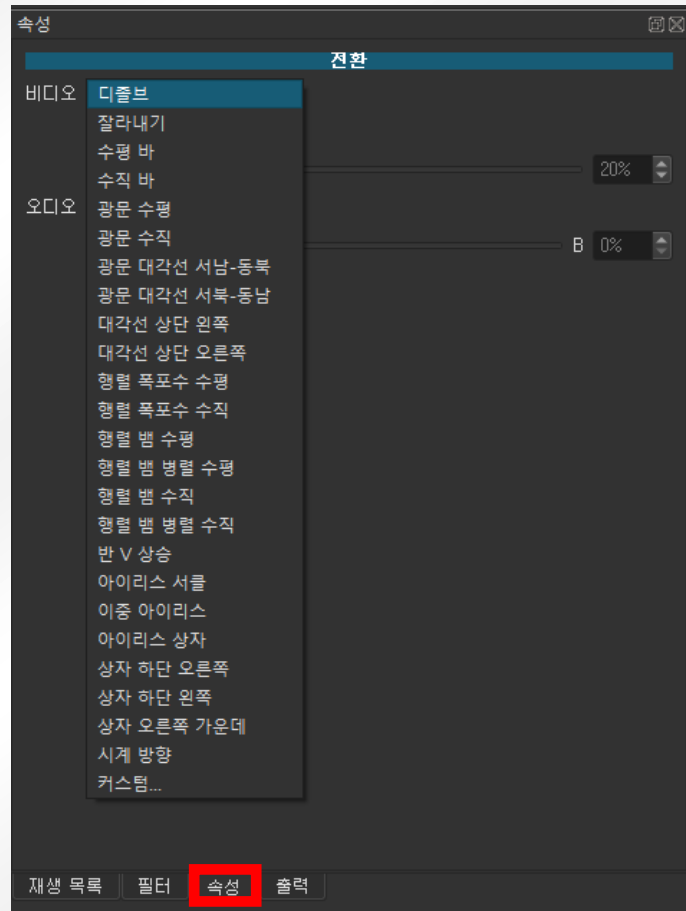 속성
전환
비디오 디졸브
잘라내기
수평 바
20%
수직 바
오디오 광문 수평
광문 수직
B 0%
광문 대각선 서남-동북
광문 대각선 서북-동남
대각선 상단 왼쪽
대각선 상단 오른쪽
행렬 폭포수 수평
행렬 폭포수 수직
행렬 뱀 수평
행렬 뱀 병렬 수평
행렬 뱀 수직
행렬 뱀 병렬 수직
반 V 상승
아이리스 서클
이중 아이리스
아이리스 상자
상자 하단 오른쪽
상자 하단 왼쪽
상자 오른쪽 가운데
시계 방향
커스텀...
재생 목록 필터 속성 출력